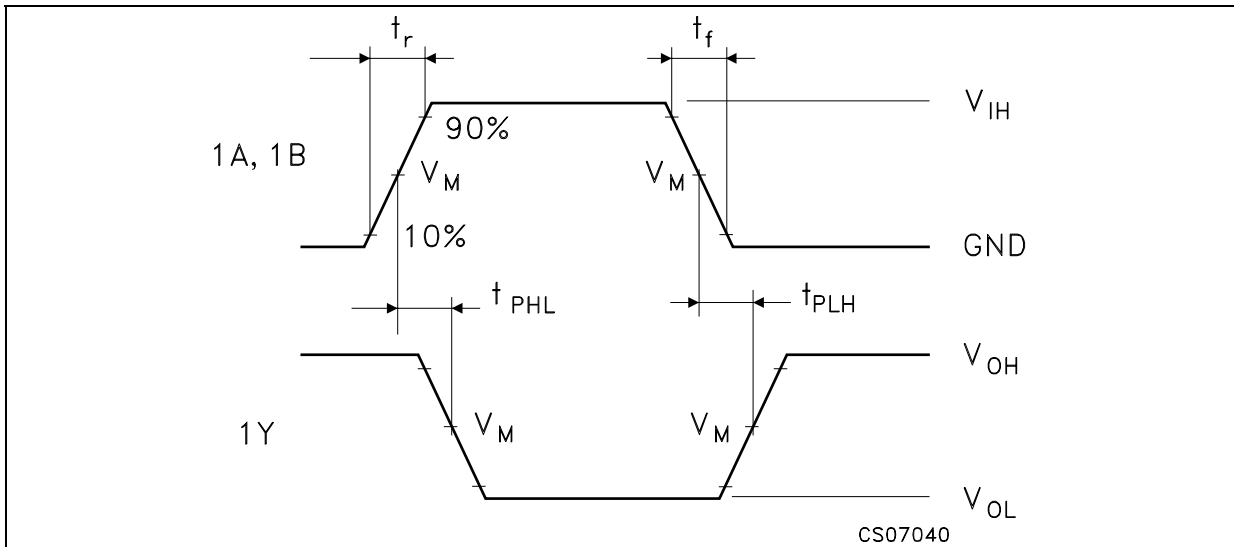 tr
tf
VIH
90%
1A, 1B
VM
VM
10%
GND
tPHL
tPLH
VOH
1Y
VM
VM
VOL
CS07040